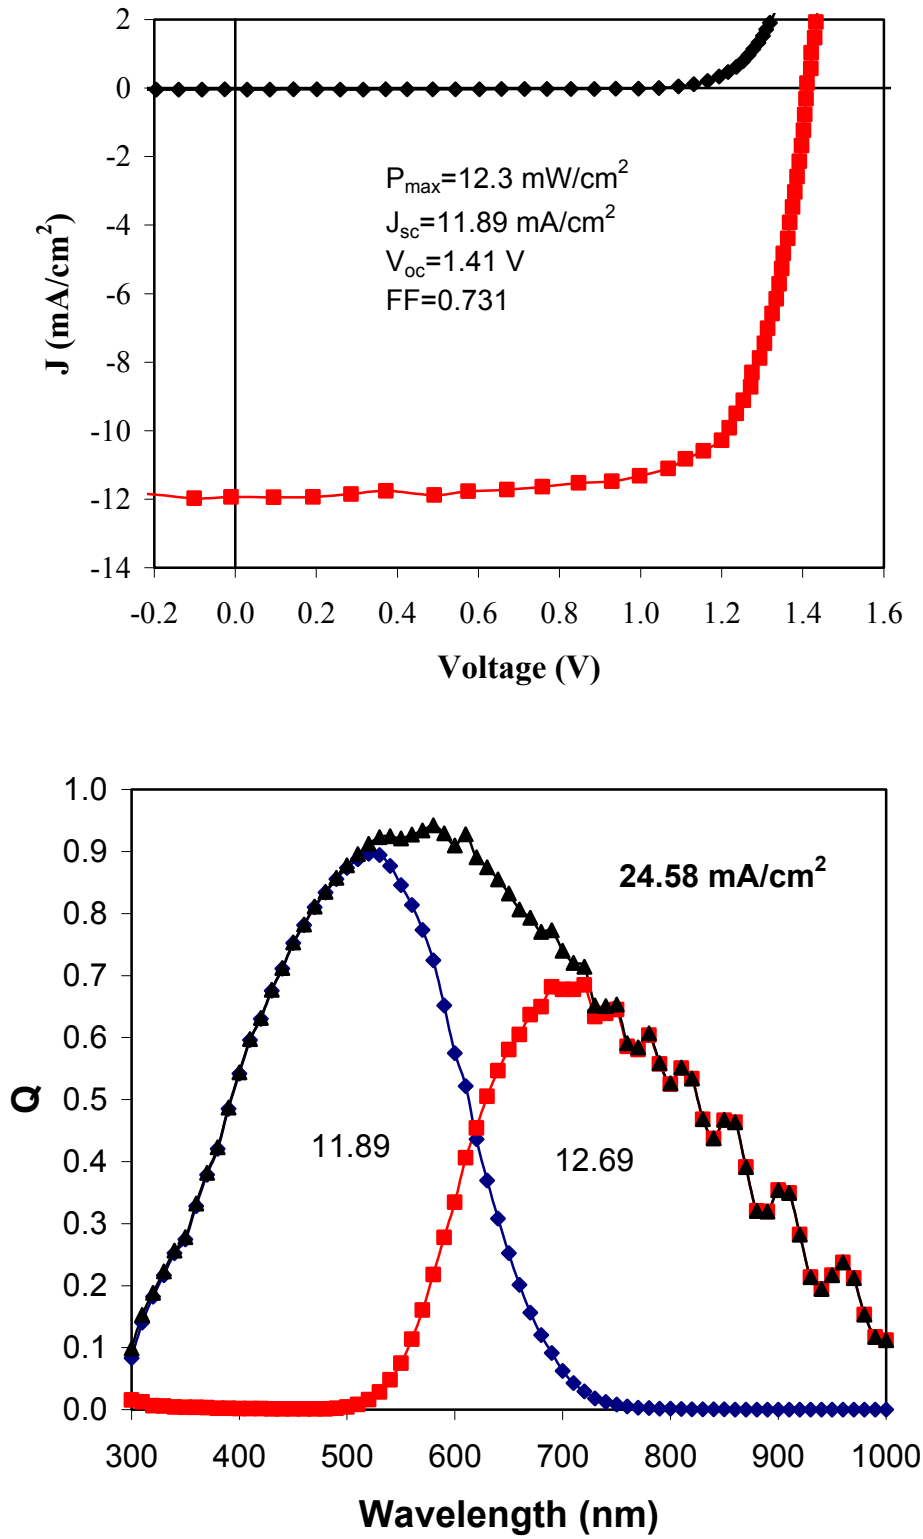 2
0
-2
-4
-6
-8
-10
-12
-14
J (mA/cm²)
P_max=12.3 mW/cm²
J_sc=11.89 mA/cm²
V_oc=1.41 V
FF=0.731
-0.2 0.0 0.2 0.4 0.6 0.8 1.0 1.2 1.4 1.6
Voltage (V)
1.0
0.9
0.8
0.7
0.6
0.5
0.4
0.3
0.2
0.1
0.0
Q
24.58 mA/cm²
11.89
12.69
300 400 500 600 700 800 900 1000
Wavelength (nm)